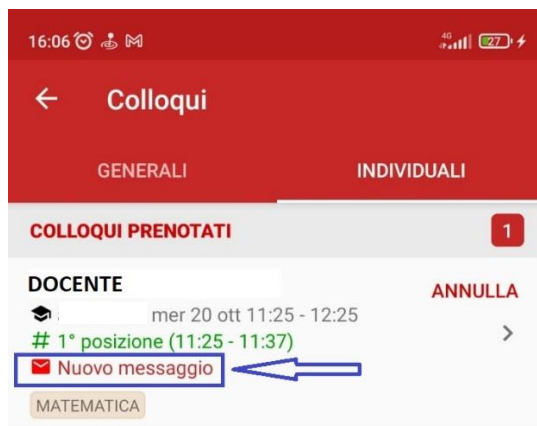 16:06
4G 27
Colloqui
GENERALI INDIVIDUALI
COLLOQUI PRENOTATI 1
DOCENTE ANNULLA
mer 20 ott 11:25 - 12:25
# 1° posizione (11:25 - 11:37)
Nuovo messaggio
MATEMATICA